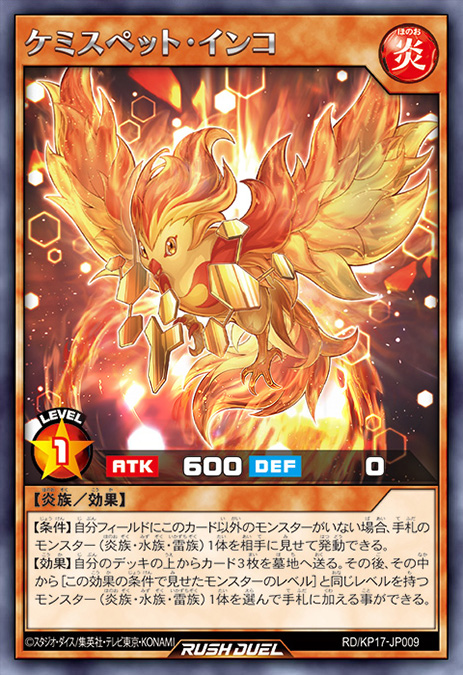 ケミスペット・インコ
ほのお
炎
LEVEL
1
ATK 600 DEF 0
【炎族／効果】
【条件】自分フィールドにこのカード以外のモンスターがいない場合、手札の
モンスター（炎族・水族・雷族）1体を相手に見せて発動できる。
【効果】自分のデッキの上からカード3枚を墓地へ送る。その後、その中
から[この効果の条件で見せたモンスターのレベル]と同じレベルを持つ
モンスター（炎族・水族・雷族）1体を選んで手札に加える事ができる。
©スタジオ・ダイス/集英社・テレビ東京・KONAMI
RUSH DUEL
RD/KP17-JP009